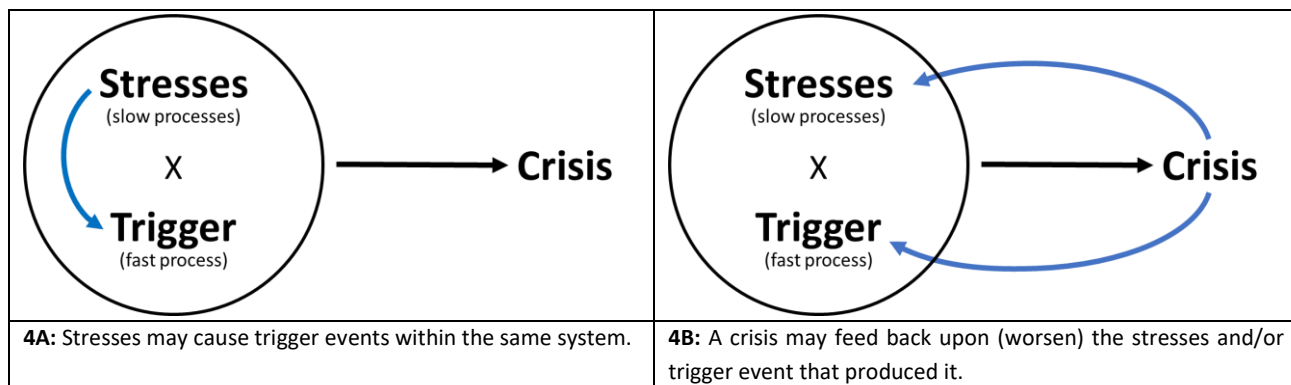 Stresses
(slow processes)
X
Trigger
(fast process)
Crisis
4A: Stresses may cause trigger events within the same system.
Stresses
(slow processes)
X
Trigger
(fast process)
Crisis
4B: A crisis may feed back upon (worsen) the stresses and/or
trigger event that produced it.